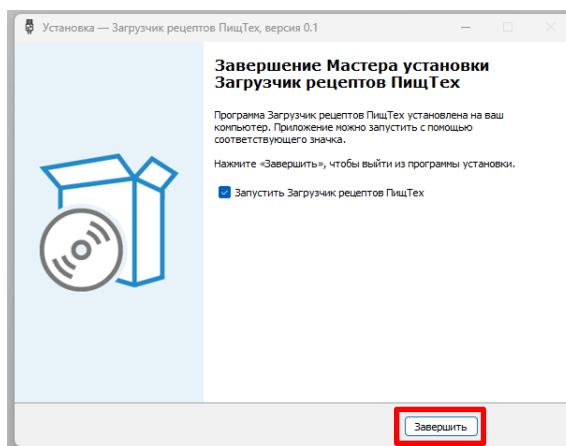 Установка — Загрузчик рецептов ПищТех, версия 0.1
Завершение Мастера установки
Загрузчик рецептов ПищТех
Программа Загрузчик рецептов ПищТех установлена на ваш
компьютер. Приложение можно запустить с помощью
соответствующего значка.
Нажмите «Завершить», чтобы выйти из программы установки.
Запустить Загрузчик рецептов ПищТех
Завершить